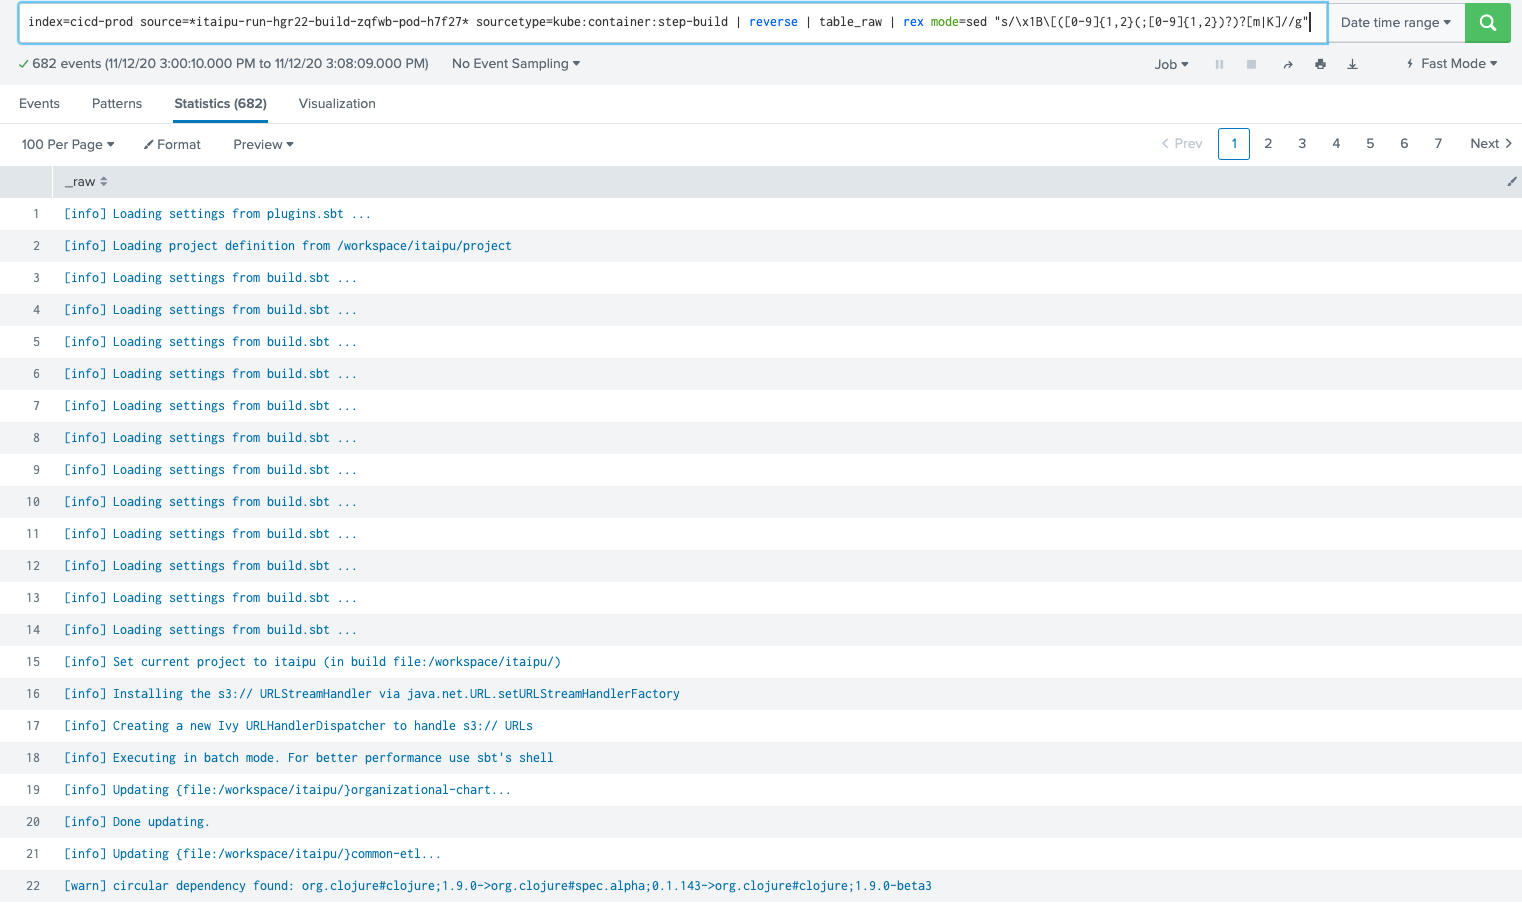 index=cicd-prod source=*itaipu-run-hgr22-build-zqfwb-pod-h7f27* sourcetype=kube:container:step-build | reverse | table_raw | rex mode=sed "s/\x1B\[([0-9]{1,2}(;[0-9]{1,2})?)?[m|K]//g" Date time range
682 events (11/12/20 3:00:10.000 PM to 11/12/20 3:08:09.000 PM) No Event Sampling Job Fast Mode
Events Patterns Statistics (682) Visualization
100 Per Page Format Preview Prev 1 2 3 4 5 6 7 Next
_raw
1 [info] Loading settings from plugins.sbt ...
2 [info] Loading project definition from /workspace/itaipu/project
3 [info] Loading settings from build.sbt ...
4 [info] Loading settings from build.sbt ...
5 [info] Loading settings from build.sbt ...
6 [info] Loading settings from build.sbt ...
7 [info] Loading settings from build.sbt ...
8 [info] Loading settings from build.sbt ...
9 [info] Loading settings from build.sbt ...
10 [info] Loading settings from build.sbt ...
11 [info] Loading settings from build.sbt ...
12 [info] Loading settings from build.sbt ...
13 [info] Loading settings from build.sbt ...
14 [info] Loading settings from build.sbt ...
15 [info] Set current project to itaipu (in build file:/workspace/itaipu/)
16 [info] Installing the s3:// URLStreamHandler via java.net.URL.setURLStreamHandlerFactory
17 [info] Creating a new Ivy URLHandlerDispatcher to handle s3:// URLs
18 [info] Executing in batch mode. For better performance use sbt's shell
19 [info] Updating {file:/workspace/itaipu/}organizational-chart...
20 [info] Done updating.
21 [info] Updating {file:/workspace/itaipu/}common-etl...
22 [warn] circular dependency found: org.clojure#clojure;1.9.0->org.clojure#spec.alpha;0.1.143->org.clojure#clojure;1.9.0-beta3